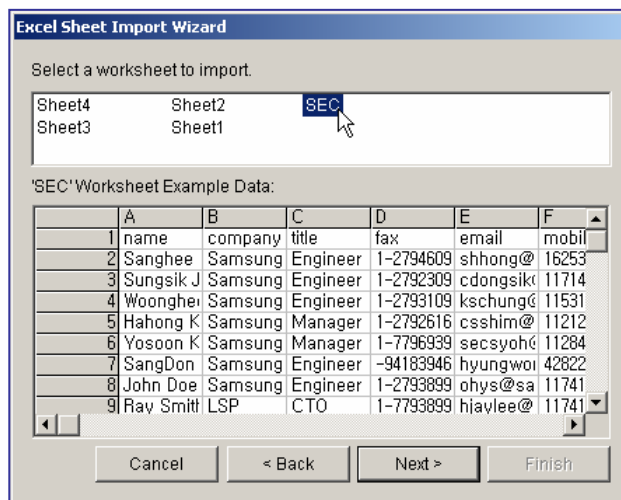 Excel Sheet Import Wizard
Select a worksheet to import.
Sheet4 Sheet2 SEC
Sheet3 Sheet1
'SEC' Worksheet Example Data:
A B C D E F
1 name company title fax email mobil
2 Sanghee Samsung Engineer 1-2794609 shhong@ 16253
3 Sungsik J Samsung Engineer 1-2792309 cdongsik 11714
4 Woonghe Samsung Engineer 1-2793109 kschung@ 11531
5 Hahong K Samsung Manager 1-2792616 csshim@ 11212
6 Yosoon K Samsung Manager 1-7796939 secsyoh 11284
7 SangDon Samsung Engineer -94183946 hyungwo 42822
8 John Doe Samsung Engineer 1-2793899 ohys@sa 11741
9 Ray Smith LSP CTO 1-7793899 hjaylee@ 11741
Cancel < Back Next > Finish